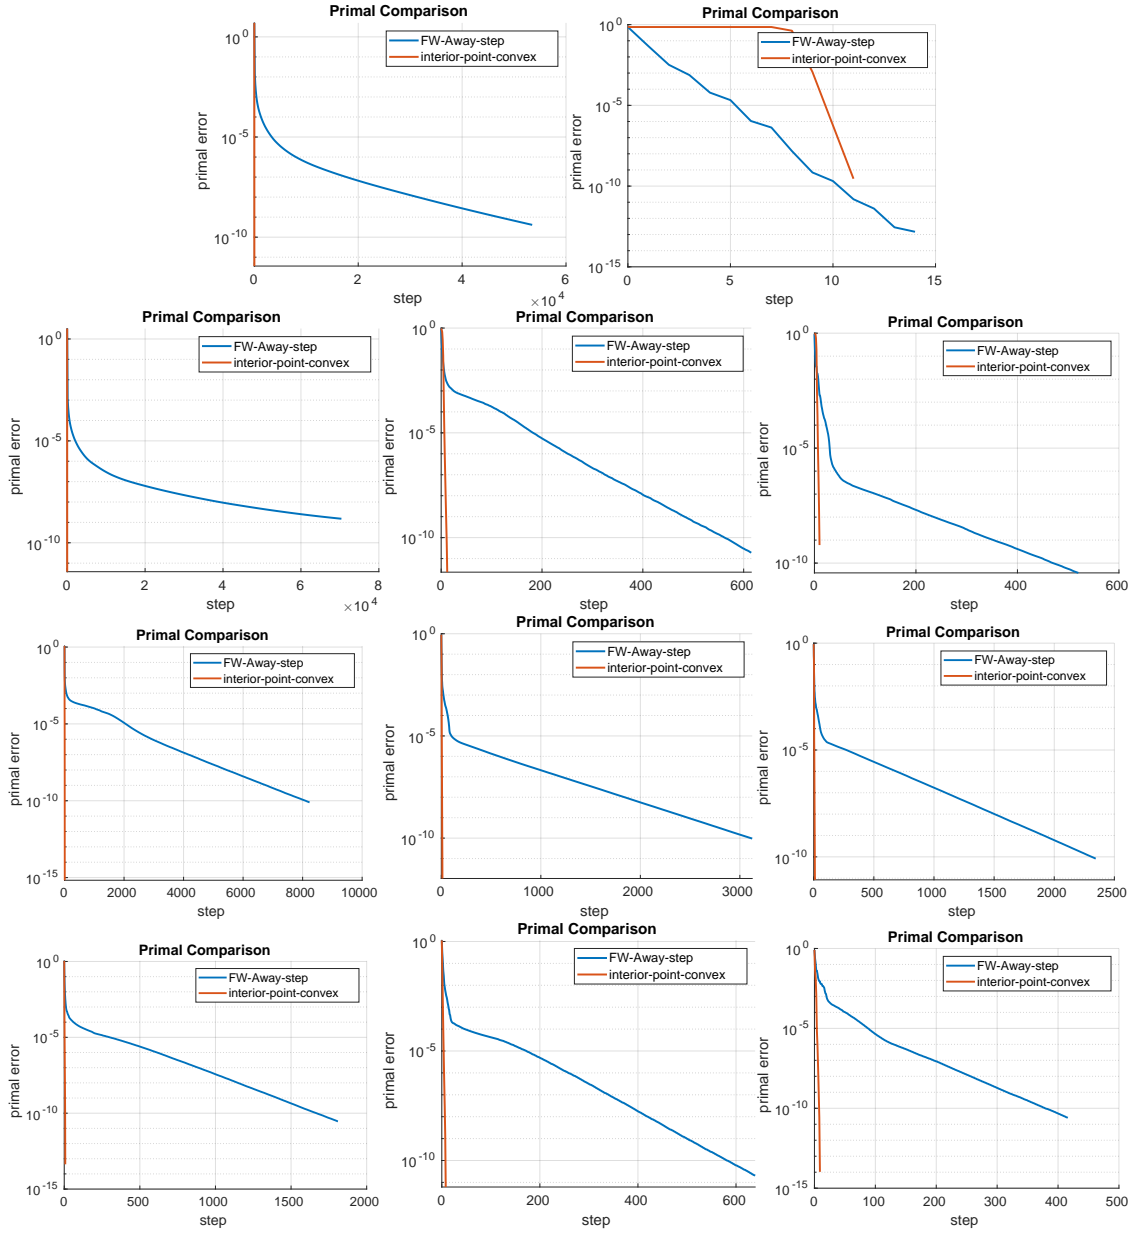 Primal Comparison
FW-Away-step
interior-point-convex
10^0
10^-5
10^-10
primal error
0
2
4
6
×10^4
step
Primal Comparison
FW-Away-step
interior-point-convex
10^0
10^-5
10^-10
10^-15
primal error
0
5
10
15
step
Primal Comparison
FW-Away-step
interior-point-convex
10^0
10^-5
10^-10
primal error
0
2
4
6
8
×10^4
step
Primal Comparison
FW-Away-step
interior-point-convex
10^0
10^-5
10^-10
primal error
0
200
400
600
step
Primal Comparison
FW-Away-step
interior-point-convex
10^0
10^-5
10^-10
primal error
0
200
400
600
step
Primal Comparison
FW-Away-step
interior-point-convex
10^0
10^-5
10^-10
10^-15
primal error
0
2000
4000
6000
8000
10000
step
Primal Comparison
FW-Away-step
interior-point-convex
10^0
10^-5
10^-10
primal error
0
1000
2000
3000
step
Primal Comparison
FW-Away-step
interior-point-convex
10^0
10^-5
10^-10
primal error
0
500
1000
1500
2000
2500
step
Primal Comparison
FW-Away-step
interior-point-convex
10^0
10^-5
10^-10
10^-15
primal error
0
500
1000
1500
2000
step
Primal Comparison
FW-Away-step
interior-point-convex
10^0
10^-5
10^-10
primal error
0
200
400
600
step
Primal Comparison
FW-Away-step
interior-point-convex
10^0
10^-5
10^-10
10^-15
primal error
0
100
200
300
400
500
step